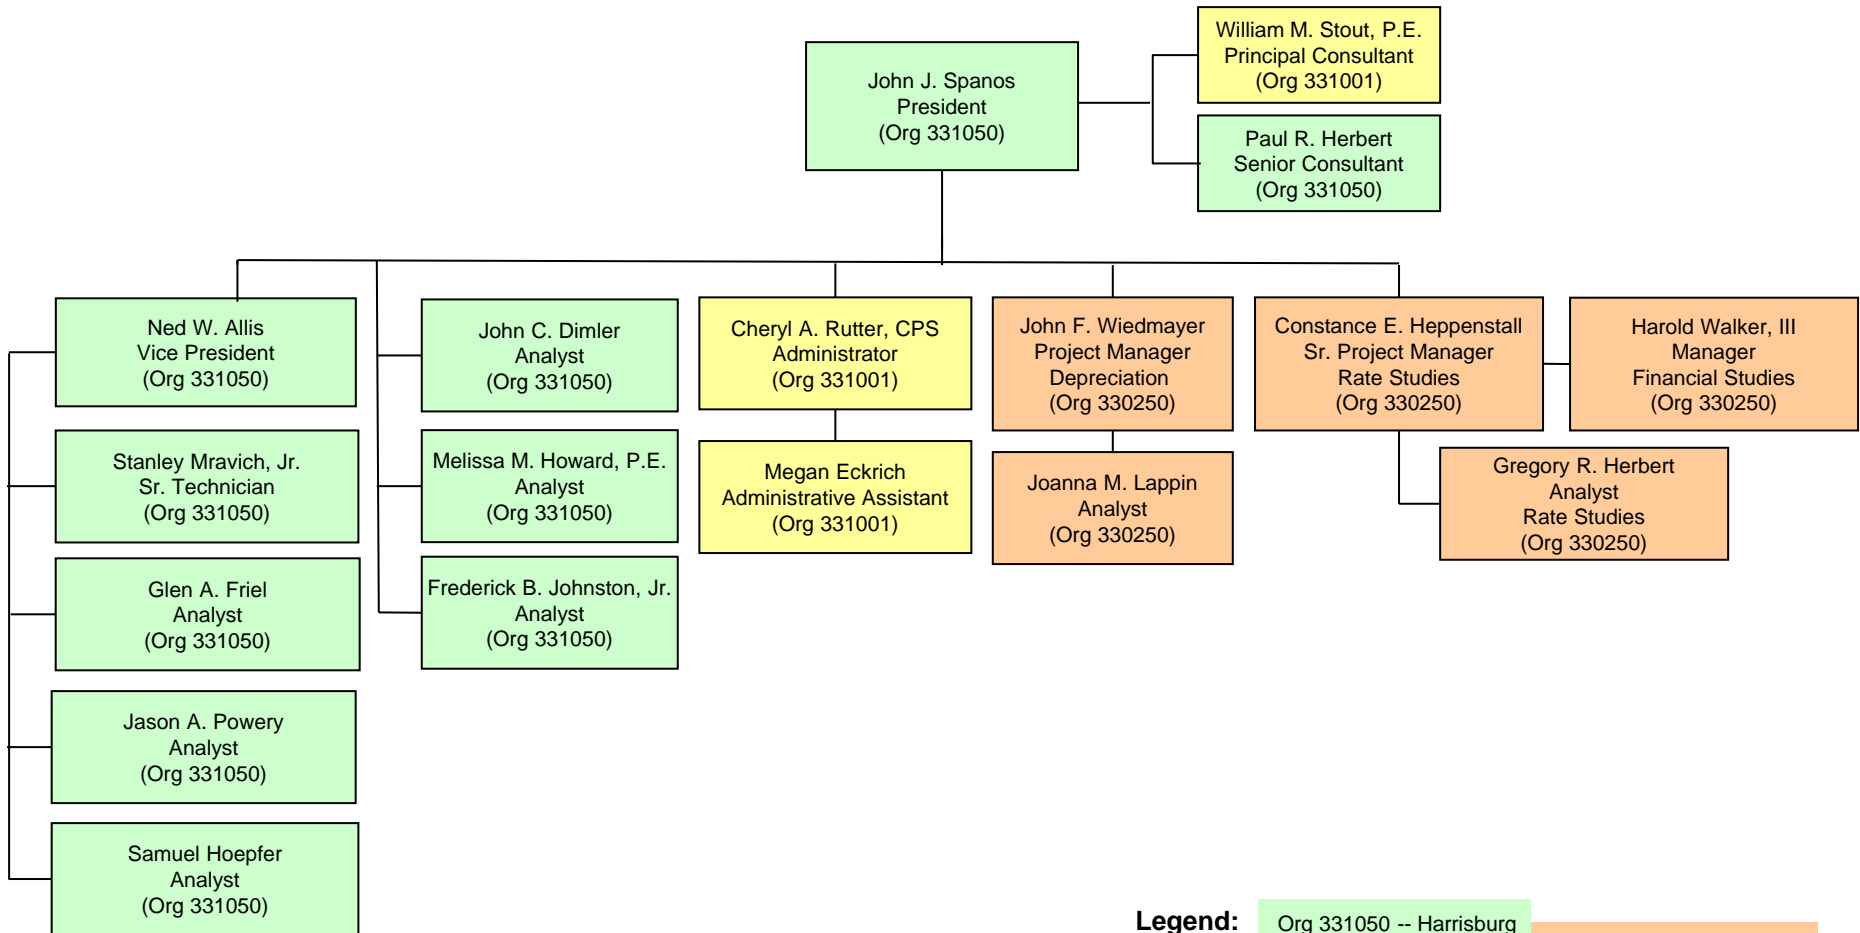 William M. Stout, P.E.
Principal Consultant
(Org 331001)
John J. Spanos
President
(Org 331050)
Paul R. Herbert
Senior Consultant
(Org 331050)
Ned W. Allis
Vice President
(Org 331050)
John C. Dimler
Analyst
(Org 331050)
Cheryl A. Rutter, CPS
Administrator
(Org 331001)
John F. Wiedmayer
Project Manager
Depreciation
(Org 330250)
Constance E. Heppenstall
Sr. Project Manager
Rate Studies
(Org 330250)
Harold Walker, III
Manager
Financial Studies
(Org 330250)
Stanley Mravich, Jr.
Sr. Technician
(Org 331050)
Melissa M. Howard, P.E.
Analyst
(Org 331050)
Megan Eckrich
Administrative Assistant
(Org 331001)
Joanna M. Lappin
Analyst
(Org 330250)
Gregory R. Herbert
Analyst
Rate Studies
(Org 330250)
Glen A. Friel
Analyst
(Org 331050)
Frederick B. Johnston, Jr.
Analyst
(Org 331050)
Jason A. Powery
Analyst
(Org 331050)
Samuel Hoepfer
Analyst
(Org 331050)
Legend:
Org 331050 -- Harrisburg